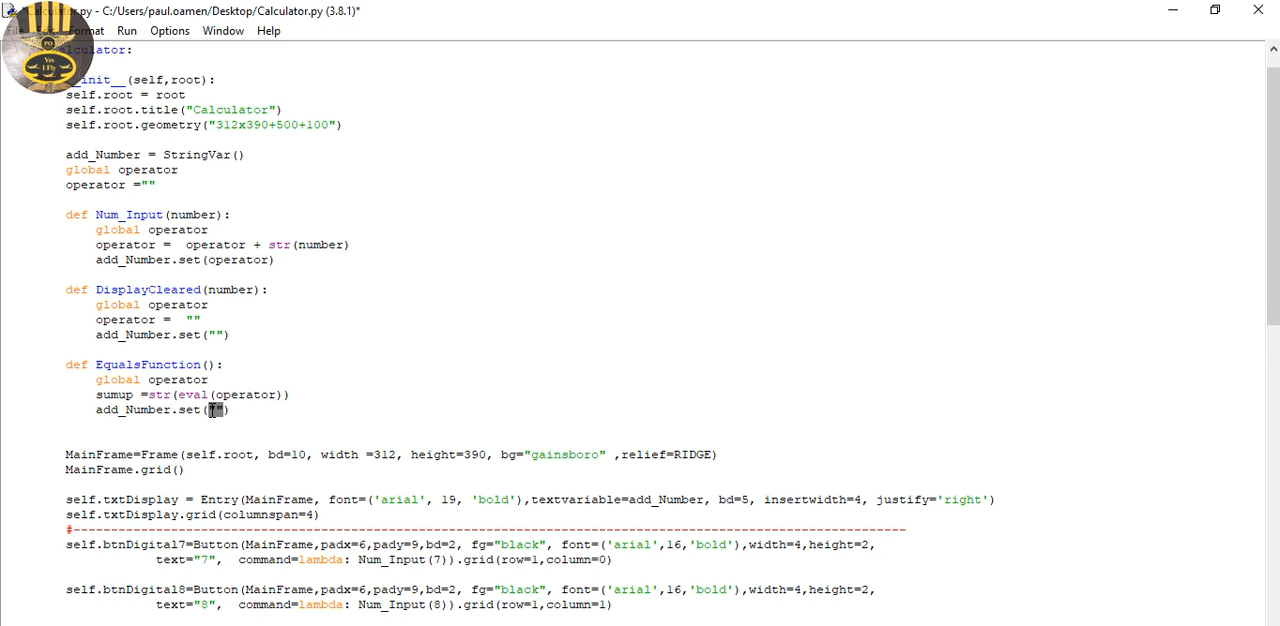 Calculator.py - C:/Users/paul.oamen/Desktop/Calculator.py (3.8.1)*
Format Run Options Window Help
PO
Yes
I Fly
alculator:
_init__(self,root):
self.root = root
self.root.title("Calculator")
self.root.geometry("312x390+500+100")
add_Number = StringVar()
global operator
operator =""
def Num_Input(number):
global operator
operator =  operator + str(number)
add_Number.set(operator)
def DisplayCleared(number):
global operator
operator =  ""
add_Number.set("")
def EqualsFunction():
global operator
sumup =str(eval(operator))
add_Number.set("")
MainFrame=Frame(self.root, bd=10, width =312, height=390, bg="gainsboro" ,relief=RIDGE)
MainFrame.grid()
self.txtDisplay = Entry(MainFrame, font=('arial', 19, 'bold'),textvariable=add_Number, bd=5, insertwidth=4, justify='right')
self.txtDisplay.grid(columnspan=4)
#---------------------------------------------------------------------------------------------------------------
self.btnDigital7=Button(MainFrame,padx=6,pady=9,bd=2, fg="black", font=('arial',16,'bold'),width=4,height=2,
text="7",  command=lambda: Num_Input(7)).grid(row=1,column=0)
self.btnDigital8=Button(MainFrame,padx=6,pady=9,bd=2, fg="black", font=('arial',16,'bold'),width=4,height=2,
text="8",  command=lambda: Num_Input(8)).grid(row=1,column=1)